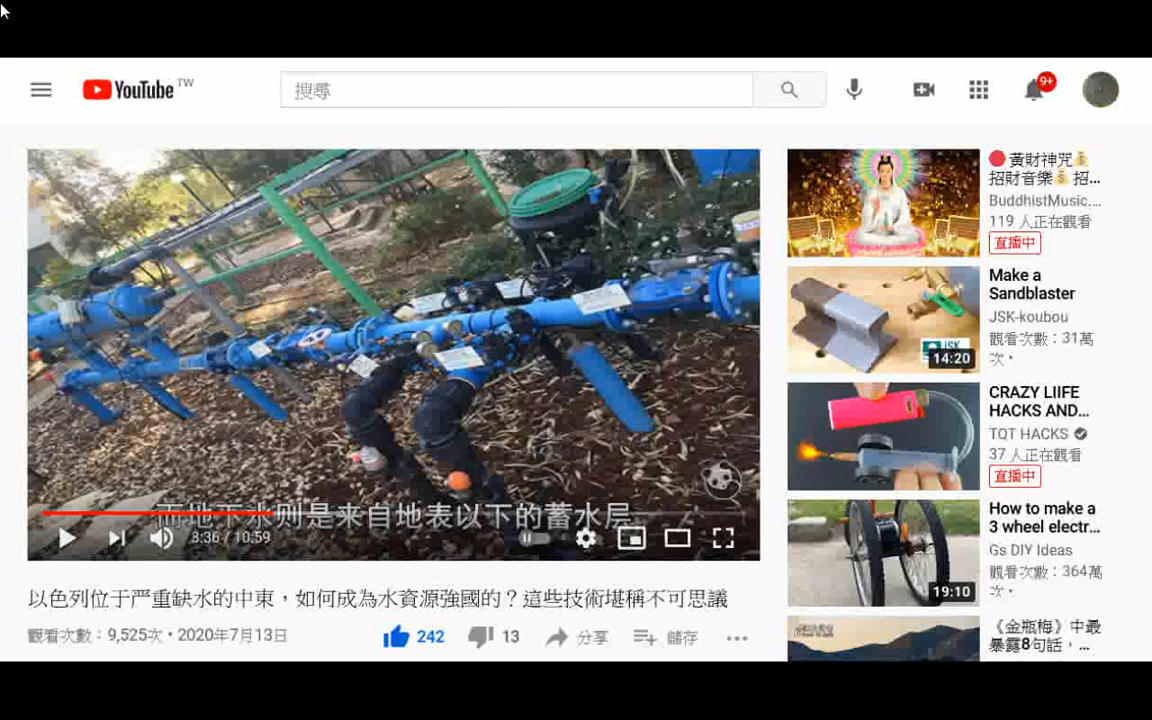 YouTube TW
搜尋
9+
而地下水则是来自地表以下的蓄水层
3:36 / 10:59
以色列位于严重缺水的中東，如何成為水資源強國的？這些技術堪稱不可思議
觀看次數：9,525次 • 2020年7月13日
242
13
分享
儲存
黃財神咒
招財音樂 招...
BuddhistMusic....
119 人正在觀看
直播中
JSK
14:20
Make a
Sandblaster
JSK-koubou
觀看次數：31萬
次 •
CRAZY LIIFE
HACKS AND...
TQT HACKS
37 人正在觀看
直播中
19:10
How to make a
3 wheel electr...
Gs DIY Ideas
觀看次數：364萬
次 •
《金瓶梅》中最
暴露8句話，...